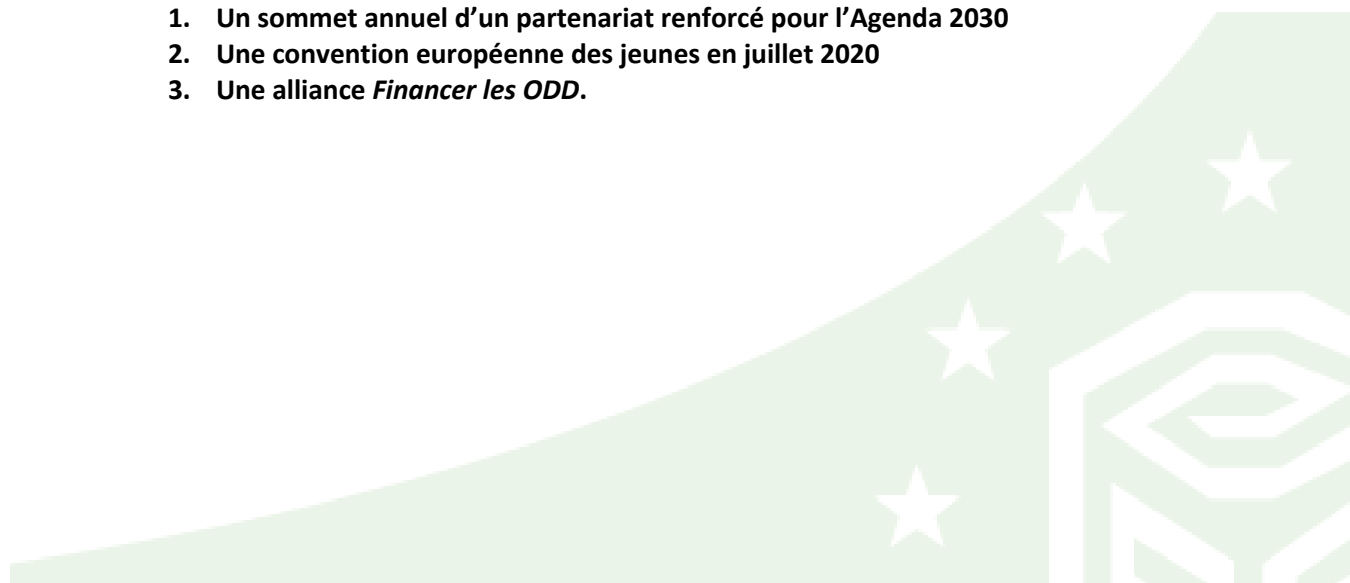 1. Un sommet annuel d’un partenariat renforcé pour l’Agenda 2030
2. Une convention européenne des jeunes en juillet 2020
3. Une alliance Financer les ODD.